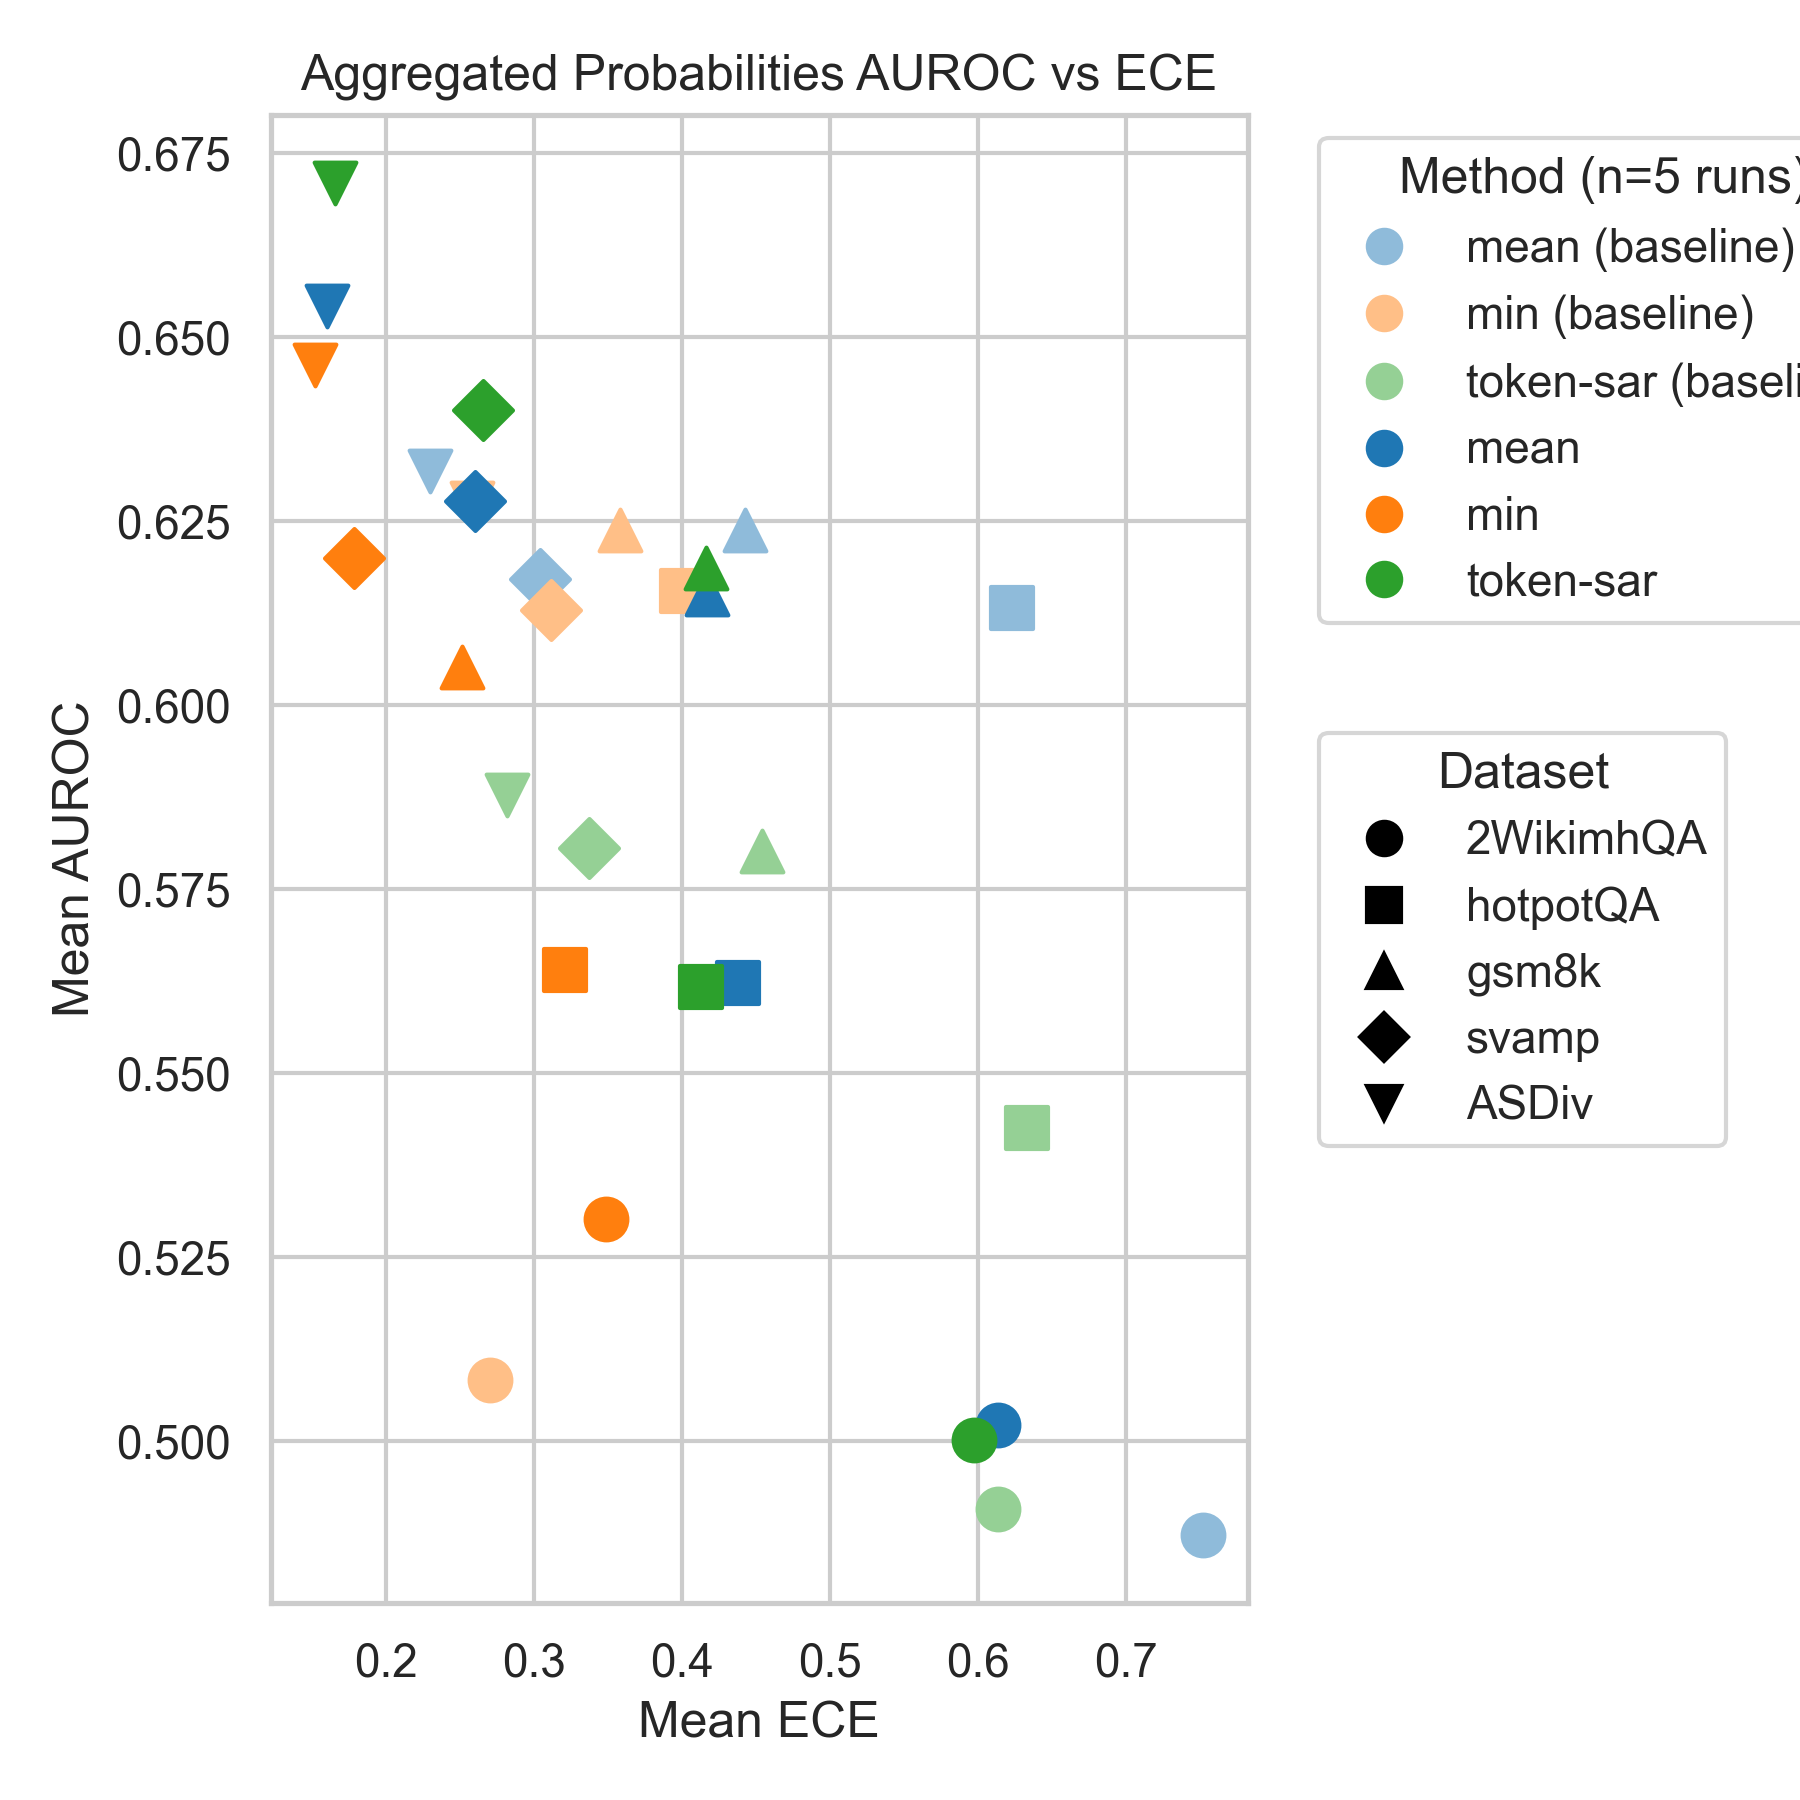 Aggregated Probabilities AUROC vs ECE
0.675
0.650
0.625
0.600
0.575
0.550
0.525
0.500
Mean AUROC
0.2 0.3 0.4 0.5 0.6 0.7
Mean ECE
Method (n=5 runs)
mean (baseline)
min (baseline)
token-sar (baseli
mean
min
token-sar
Dataset
2WikimhQA
hotpotQA
gsm8k
svamp
ASDiv